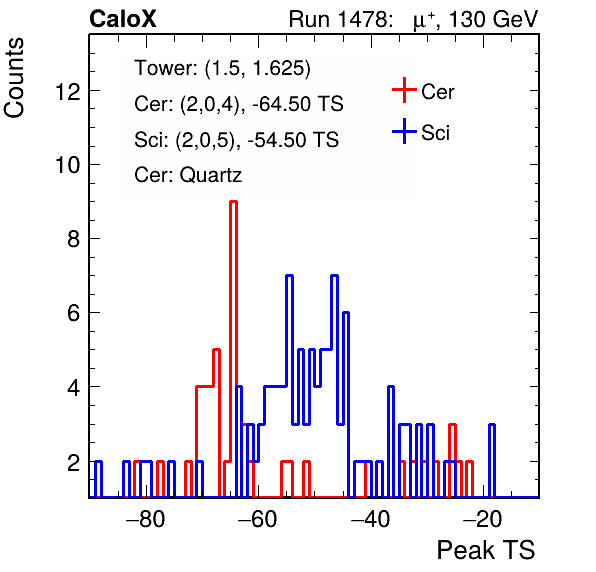 CaloX Run 1478: μ⁺, 130 GeV
Counts
Tower: (1.5, 1.625)
Cer: (2,0,4), -64.50 TS
Sci: (2,0,5), -54.50 TS
Cer: Quartz
Cer
Sci
12
10
8
6
4
2
−80 −60 −40 −20
Peak TS